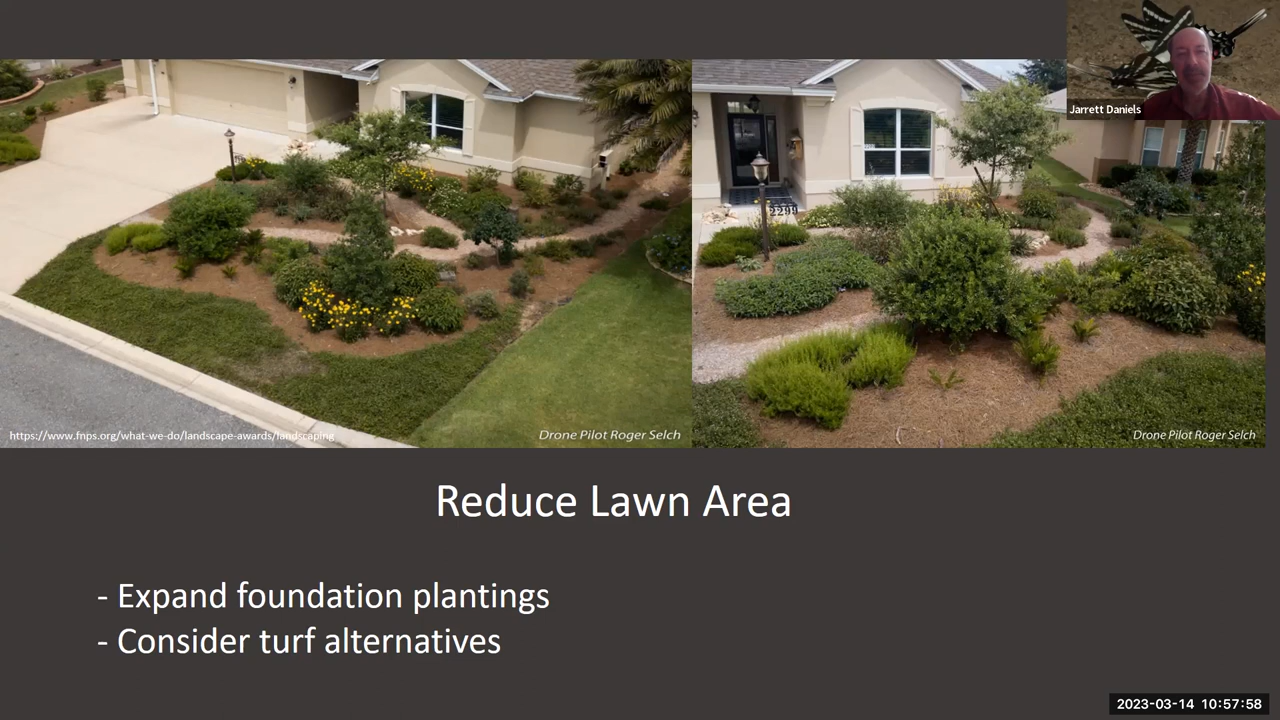 Jarrett Daniels
2299
https://www.fnps.org/what-we-do/landscape-awards/landscaping
Drone Pilot Roger Selch
Drone Pilot Roger Selch
Reduce Lawn Area
- Expand foundation plantings
- Consider turf alternatives
2023-03-14 10:57:58